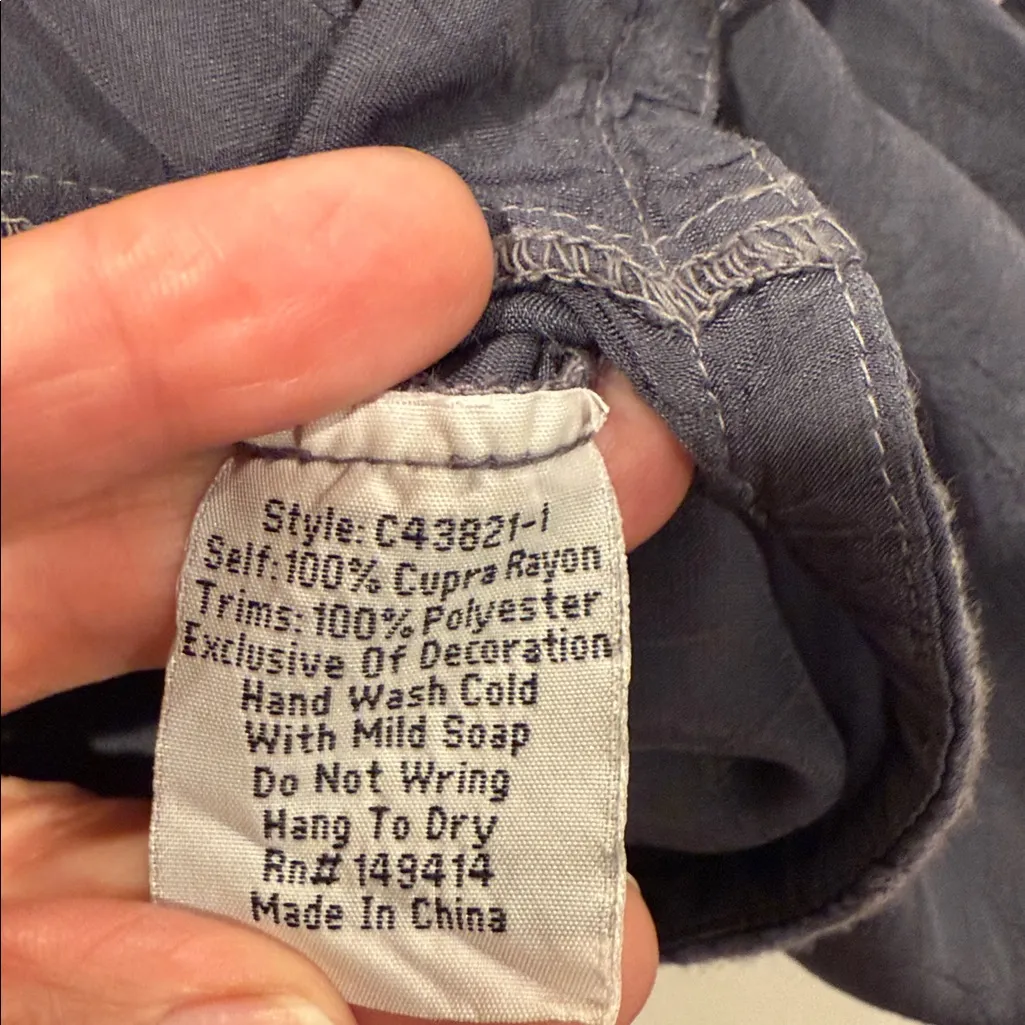 Style: C43821-1
Self: 100% Cupra Rayon
Trims: 100% Polyester
Exclusive Of Decoration
Hand Wash Cold
With Mild Soap
Do Not Wring
Hang To Dry
Rn# 149414
Made In China